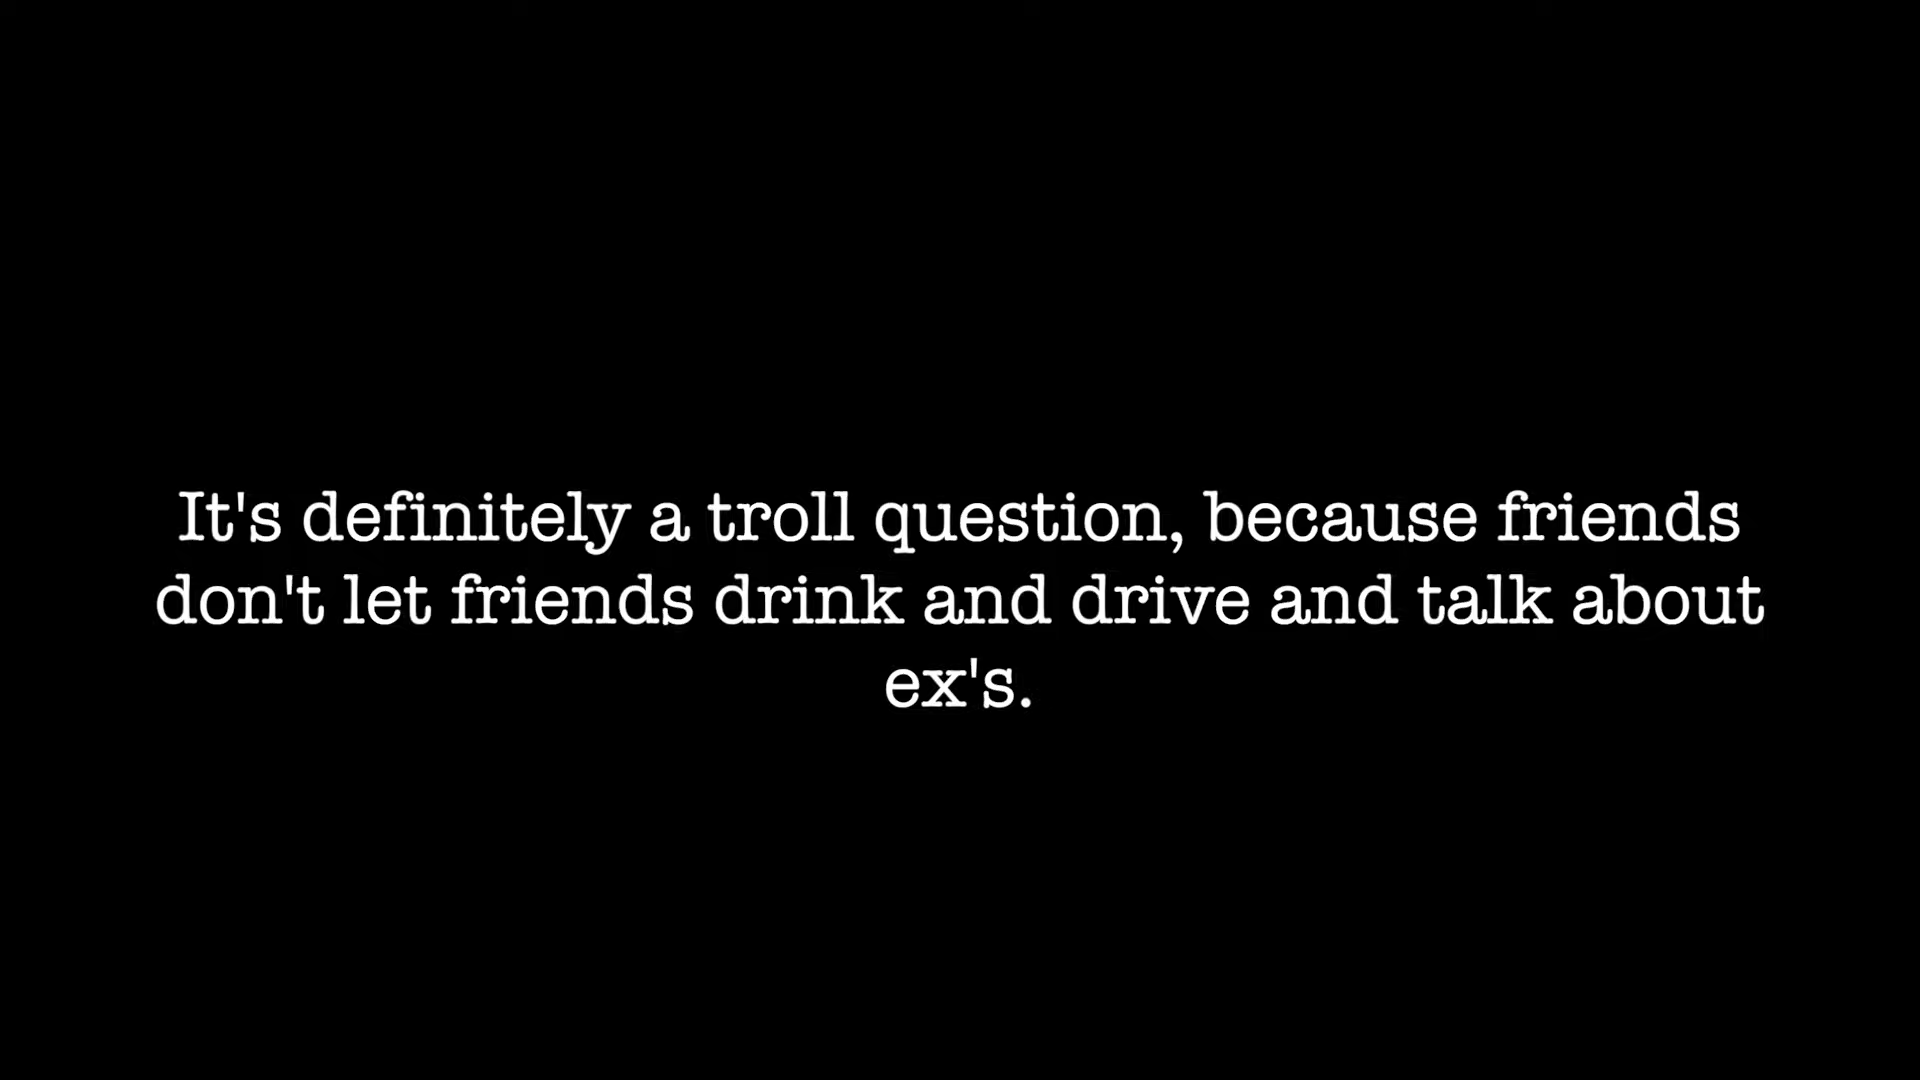 It's definitely a troll question, because friends
don't let friends drink and drive and talk about
ex's.